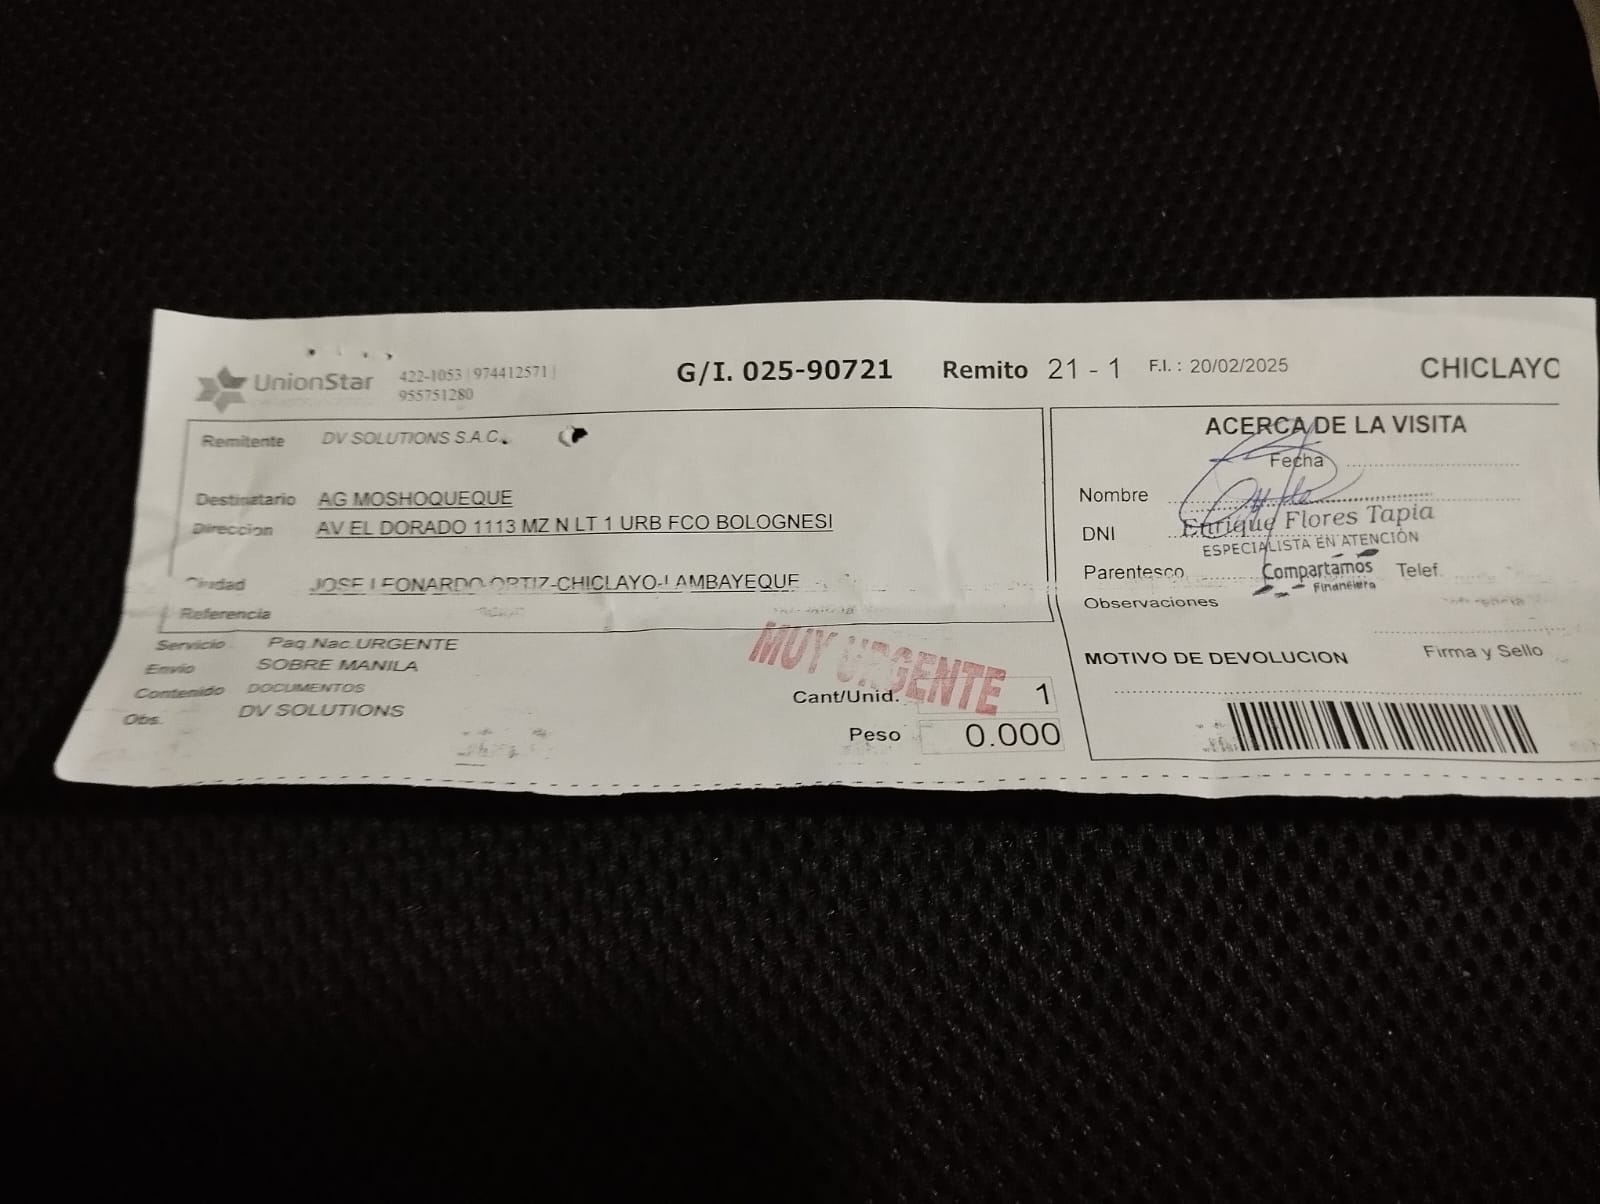 UnionStar 422-1053 | 974412571 |
955751280
G/I. 025-90721 Remito 21 - 1 F.I. : 20/02/2025 CHICLAYO
Remitente DV SOLUTIONS S.A.C.
Destinatario AG MOSHOQUEQUE
Direccion AV EL DORADO 1113 MZ N LT 1 URB FCO BOLOGNESI
Ciudad JOSE LEONARDO ORTIZ-CHICLAYO-LAMBAYEQUE
Referencia
Servicio Paq.Nac.URGENTE
Envio SOBRE MANILA
Contenido DOCUMENTOS
Obs. DV SOLUTIONS
MUY URGENTE
Cant/Unid. 1
Peso 0.000
ACERCA DE LA VISITA
Fecha
Nombre
DNI
Enrique Flores Tapia
ESPECIALISTA EN ATENCIÓN
Parentesco
Compartamos
Financiera
Telef
Observaciones
MOTIVO DE DEVOLUCION
Firma y Sello